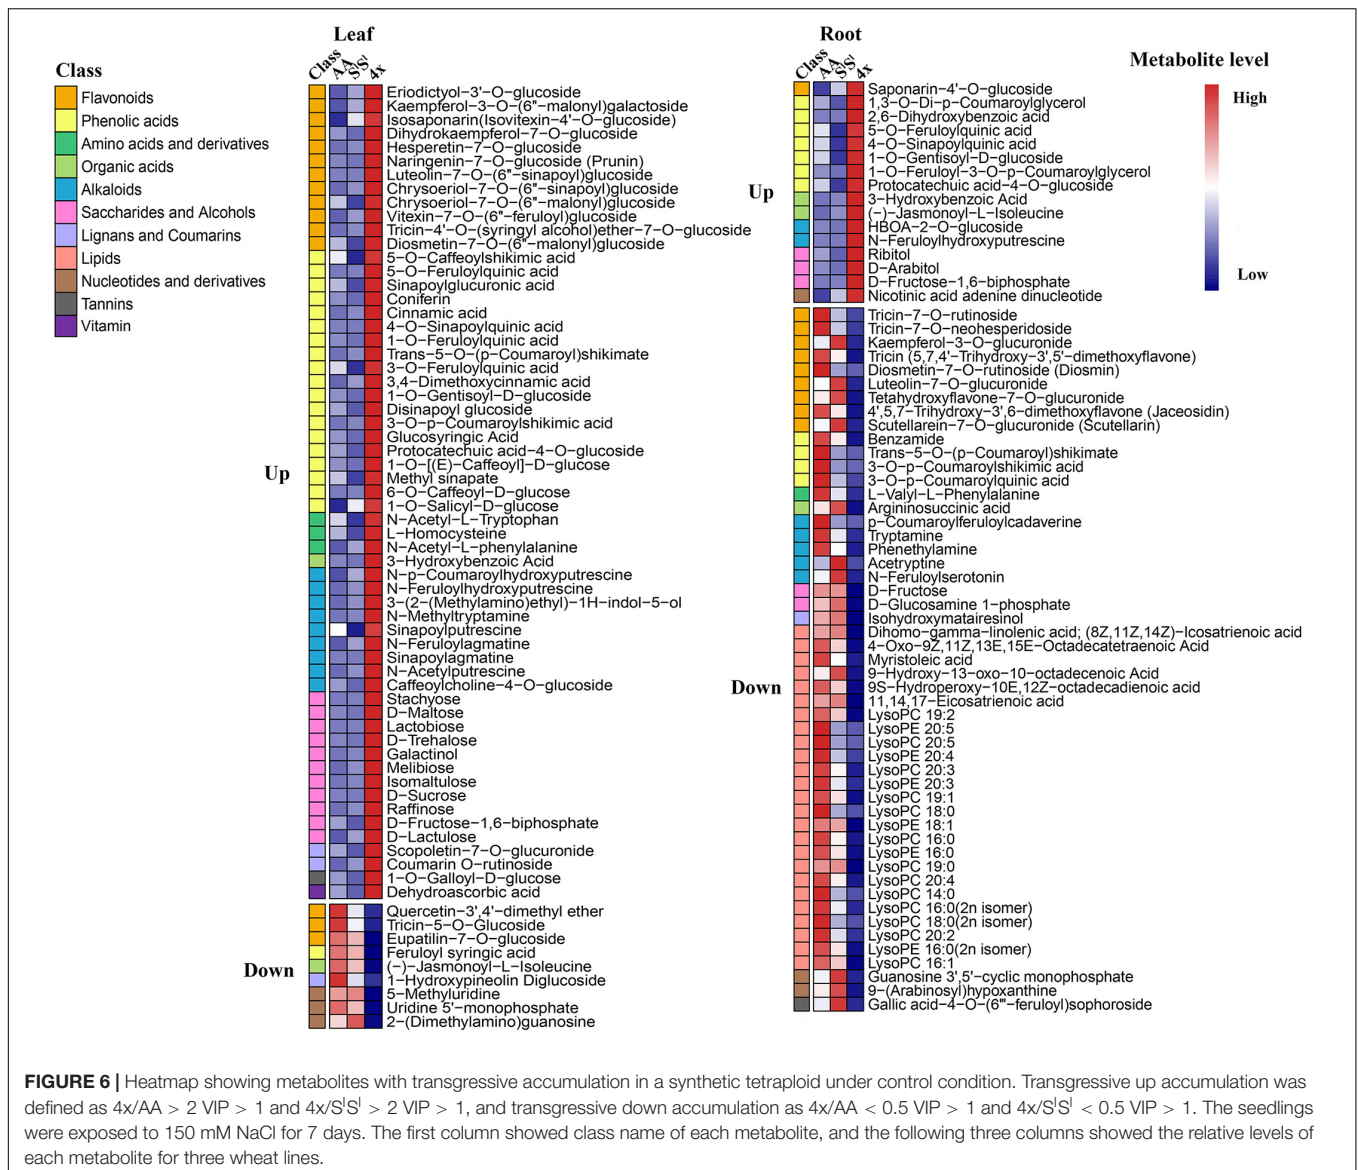 Leaf
Root
Class
AA
SˡSˡ
4x
Class
AA
SˡSˡ
4x
Metabolite level
High
Low
Class
Flavonoids
Phenolic acids
Amino acids and derivatives
Organic acids
Alkaloids
Saccharides and Alcohols
Lignans and Coumarins
Lipids
Nucleotides and derivatives
Tannins
Vitamin
Up
Eriodictyol−3'−O−glucoside
Kaempferol−3−O−(6"−malonyl)galactoside
Isosaponarin(Isovitexin−4'−O−glucoside)
Dihydrokaempferol−7−O−glucoside
Hesperetin−7−O−glucoside
Naringenin−7−O−glucoside (Prunin)
Luteolin−7−O−(6"−sinapoyl)glucoside
Chrysoeriol−7−O−(6"−sinapoyl)glucoside
Chrysoeriol−7−O−(6"−malonyl)glucoside
Vitexin−7−O−(6"−feruloyl)glucoside
Tricin−4'−O−(syringyl alcohol)ether−7−O−glucoside
Diosmetin−7−O−(6"−malonyl)glucoside
5−O−Caffeoylshikimic acid
5−O−Feruloylquinic acid
Sinapoylglucuronic acid
Coniferin
Cinnamic acid
4−O−Sinapoylquinic acid
1−O−Feruloylquinic acid
Trans−5−O−(p−Coumaroyl)shikimate
3−O−Feruloylquinic acid
3,4−Dimethoxycinnamic acid
1−O−Gentisoyl−D−glucoside
Disinapoyl glucoside
3−O−p−Coumaroylshikimic acid
Glucosyringic Acid
Protocatechuic acid−4−O−glucoside
1−O−[(E)−Caffeoyl]−D−glucose
Methyl sinapate
6−O−Caffeoyl−D−glucose
1−O−Salicyl−D−glucose
N−Acetyl−L−Tryptophan
L−Homocysteine
N−Acetyl−L−phenylalanine
3−Hydroxybenzoic Acid
N−p−Coumaroylhydroxyputrescine
N−Feruloylhydroxyputrescine
3−(2−(Methylamino)ethyl)−1H−indol−5−ol
N−Methyltryptamine
Sinapoylputrescine
N−Feruloylagmatine
Sinapoylagmatine
N−Acetylputrescine
Caffeoylcholine−4−O−glucoside
Stachyose
D−Maltose
Lactobiose
D−Trehalose
Galactinol
Melibiose
Isomaltulose
D−Sucrose
Raffinose
D−Fructose−1,6−biphosphate
D−Lactulose
Scopoletin−7−O−glucuronide
Coumarin O−rutinoside
1−O−Galloyl−D−glucose
Dehydroascorbic acid
Down
Quercetin−3',4'−dimethyl ether
Tricin−5−O−Glucoside
Eupatilin−7−O−glucoside
Feruloyl syringic acid
(−)−Jasmonoyl−L−Isoleucine
1−Hydroxypineolin Diglucoside
5−Methyluridine
Uridine 5'−monophosphate
2−(Dimethylamino)guanosine
Up
Saponarin−4'−O−glucoside
1,3−O−Di−p−Coumaroylglycerol
2,6−Dihydroxybenzoic acid
5−O−Feruloylquinic acid
4−O−Sinapoylquinic acid
1−O−Gentisoyl−D−glucoside
1−O−Feruloyl−3−O−p−Coumaroylglycerol
Protocatechuic acid−4−O−glucoside
3−Hydroxybenzoic Acid
(−)−Jasmonoyl−L−Isoleucine
HBOA−2−O−glucoside
N−Feruloylhydroxyputrescine
Ribitol
D−Arabitol
D−Fructose−1,6−biphosphate
Nicotinic acid adenine dinucleotide
Down
Tricin−7−O−rutinoside
Tricin−7−O−neohesperidoside
Kaempferol−3−O−glucuronide
Tricin (5,7,4'−Trihydroxy−3',5'−dimethoxyflavone)
Diosmetin−7−O−rutinoside (Diosmin)
Luteolin−7−O−glucuronide
Tetahydroxyflavone−7−O−glucuronide
4',5,7−Trihydroxy−3',6−dimethoxyflavone (Jaceosidin)
Scutellarein−7−O−glucuronide (Scutellarin)
Benzamide
Trans−5−O−(p−Coumaroyl)shikimate
3−O−p−Coumaroylshikimic acid
3−O−p−Coumaroylquinic acid
L−Valyl−L−Phenylalanine
Argininosuccinic acid
p−Coumaroylferuloylcadaverine
Tryptamine
Phenethylamine
Acetryptine
N−Feruloylserotonin
D−Fructose
D−Glucosamine 1−phosphate
Isohydroxymatairesinol
Dihomo−gamma−linolenic acid; (8Z,11Z,14Z)−Icosatrienoic acid
4−Oxo−9Z,11Z,13E,15E−Octadecatetraenoic Acid
Myristoleic acid
9−Hydroxy−13−oxo−10−octadecenoic Acid
9S−Hydroperoxy−10E,12Z−octadecadienoic acid
11,14,17−Eicosatrienoic acid
LysoPC 19:2
LysoPE 20:5
LysoPC 20:5
LysoPE 20:4
LysoPC 20:3
LysoPE 20:3
LysoPC 19:1
LysoPC 18:0
LysoPE 18:1
LysoPC 16:0
LysoPE 16:0
LysoPC 19:0
LysoPC 20:4
LysoPC 14:0
LysoPC 16:0(2n isomer)
LysoPC 18:0(2n isomer)
LysoPC 20:2
LysoPE 16:0(2n isomer)
LysoPC 16:1
Guanosine 3',5'−cyclic monophosphate
9−(Arabinosyl)hypoxanthine
Gallic acid−4−O−(6"'−feruloyl)sophoroside
FIGURE 6 | Heatmap showing metabolites with transgressive accumulation in a synthetic tetraploid under control condition. Transgressive up accumulation was
defined as 4x/AA > 2 VIP > 1 and 4x/SˡSˡ > 2 VIP > 1, and transgressive down accumulation as 4x/AA < 0.5 VIP > 1 and 4x/SˡSˡ < 0.5 VIP > 1. The seedlings
were exposed to 150 mM NaCl for 7 days. The first column showed class name of each metabolite, and the following three columns showed the relative levels of
each metabolite for three wheat lines.